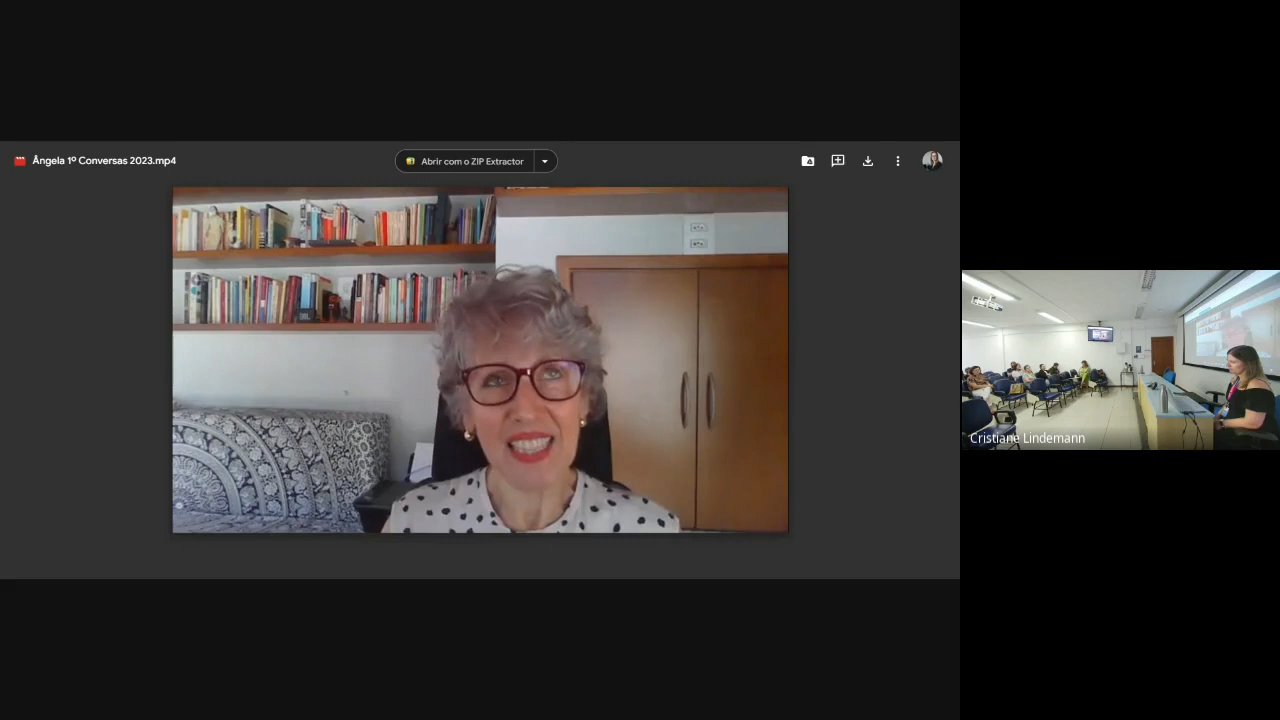 Ângela 1º Conversas 2023.mp4
Abrir com o ZIP Extractor
Cristiane Lindemann